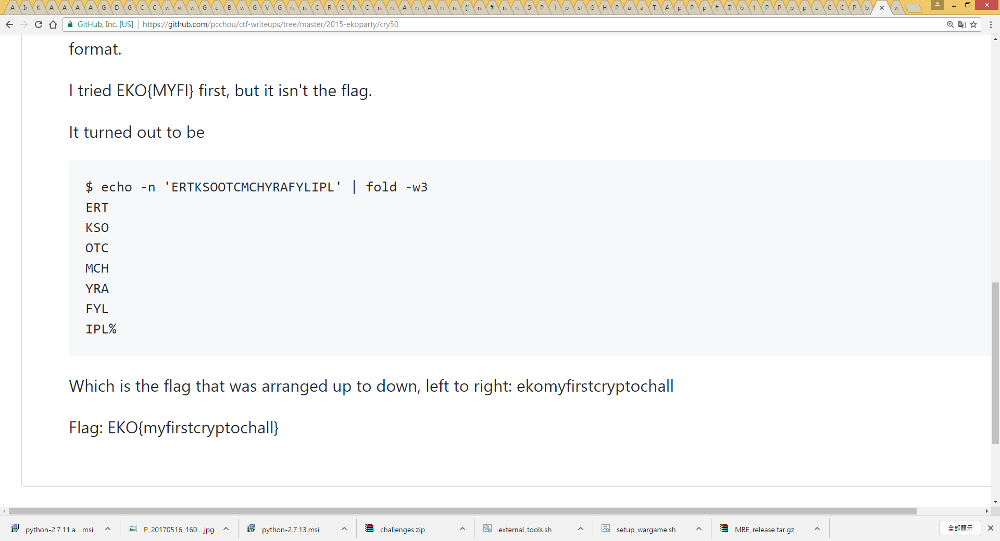 GitHub, Inc. [US] | https://github.com/pcchou/ctf-writeups/tree/master/2015-ekoparty/cry50
format.
I tried EKO{MYFI} first, but it isn't the flag.
It turned out to be
$ echo -n 'ERTKSOOTCMCHYRAFYLIPL' | fold -w3
ERT
KSO
OTC
MCH
YRA
FYL
IPL%
Which is the flag that was arranged up to down, left to right: ekomyfirstcryptochall
Flag: EKO{myfirstcryptochall}
python-2.7.11.a....msi
P_20170516_160....jpg
python-2.7.13.msi
challenges.zip
external_tools.sh
setup_wargame.sh
MBE_release.tar.gz
全部顯示